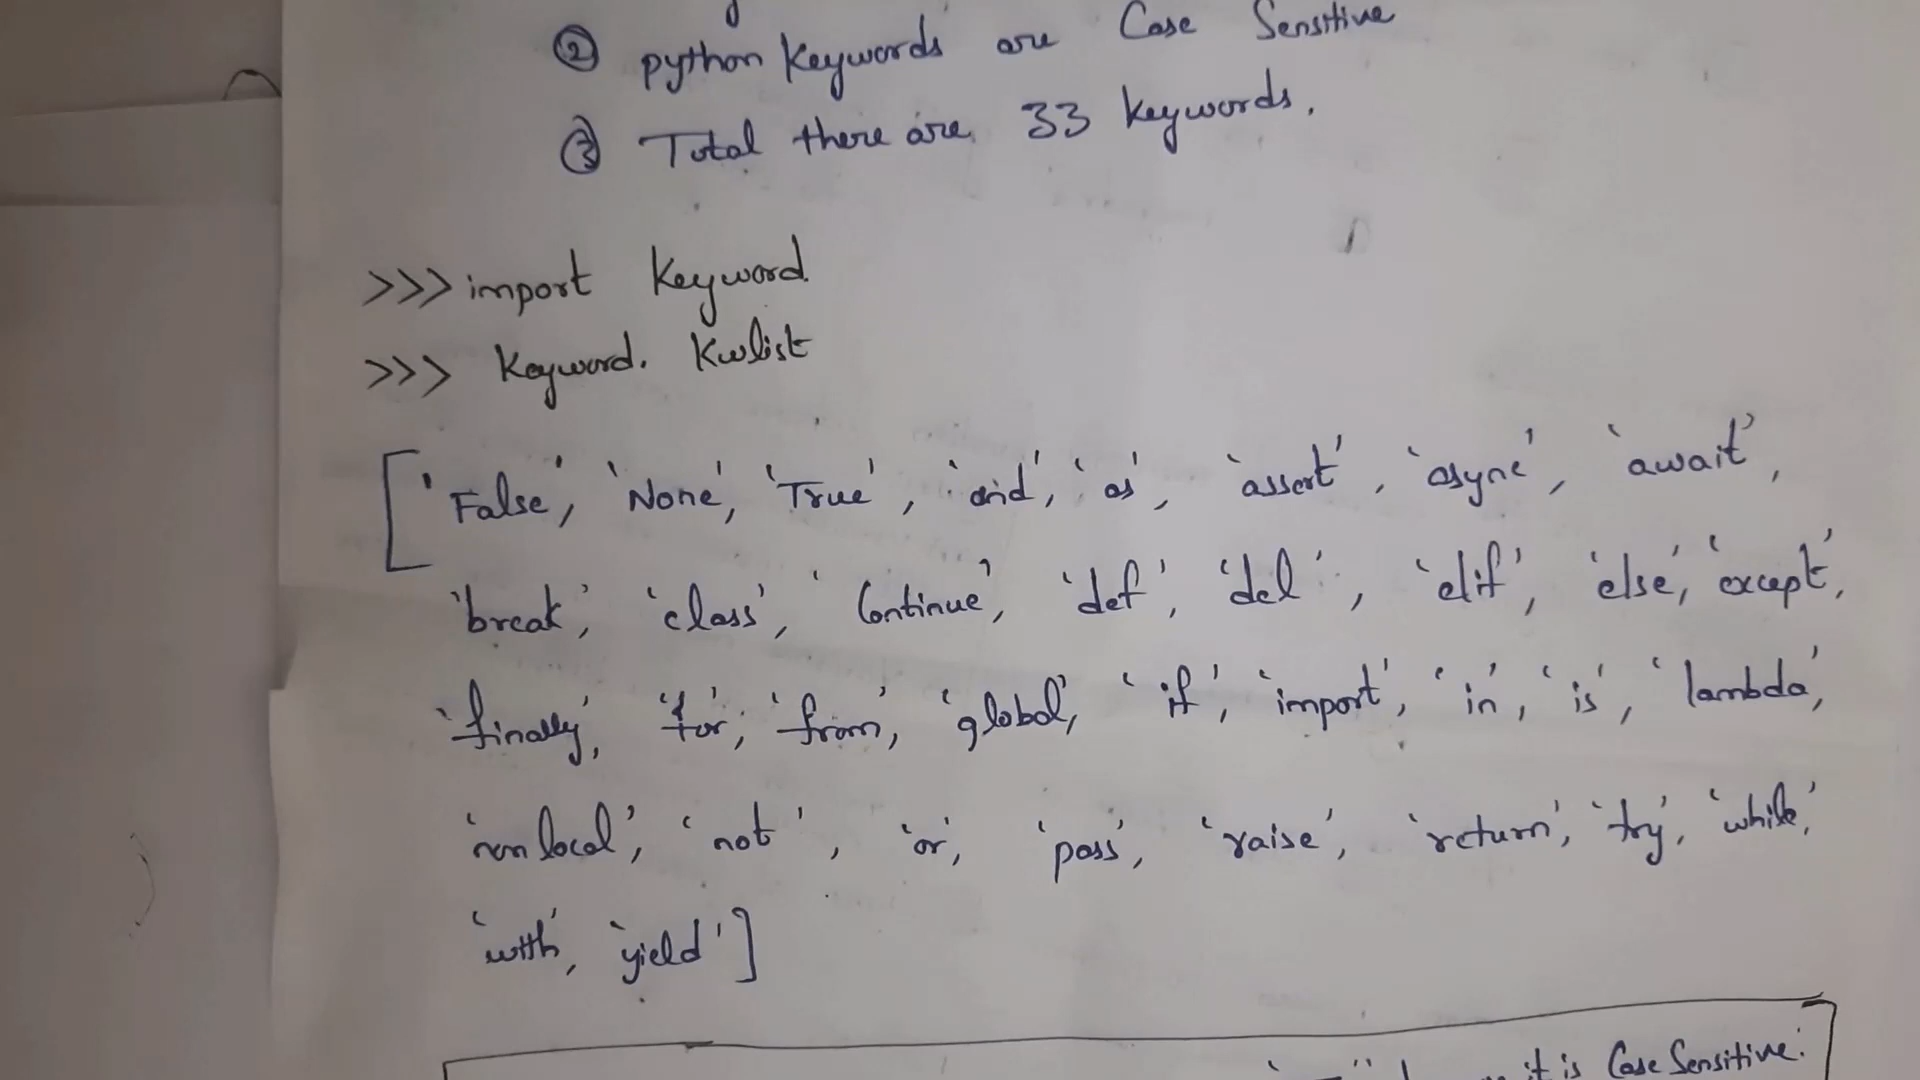 ② python Keywords are Case Sensitive
③ Total there are 33 keywords.
>>> import Keyword
>>> Keyword. Kwlist
['False', 'None', 'True', 'and', 'as', 'assert', 'async', 'await',
'break', 'class', 'Continue', 'def', 'del', 'elif', 'else', 'except',
'finally', 'for', 'from', 'global', 'if', 'import', 'in', 'is', 'lambda',
'nonlocal', 'not', 'or', 'pass', 'raise', 'return', 'try', 'while',
'with', 'yield']
it is Case Sensitive.